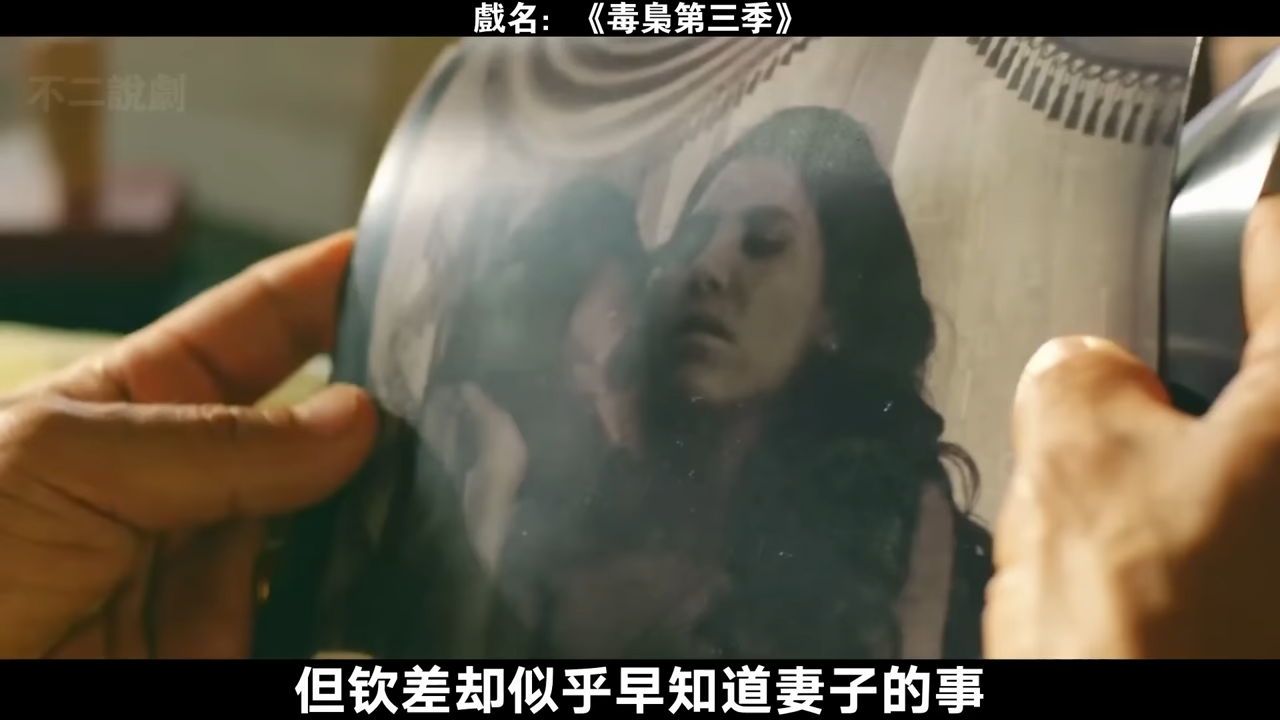 戲名：《毒梟第三季》
不二說劇
但钦差却似乎早知道妻子的事